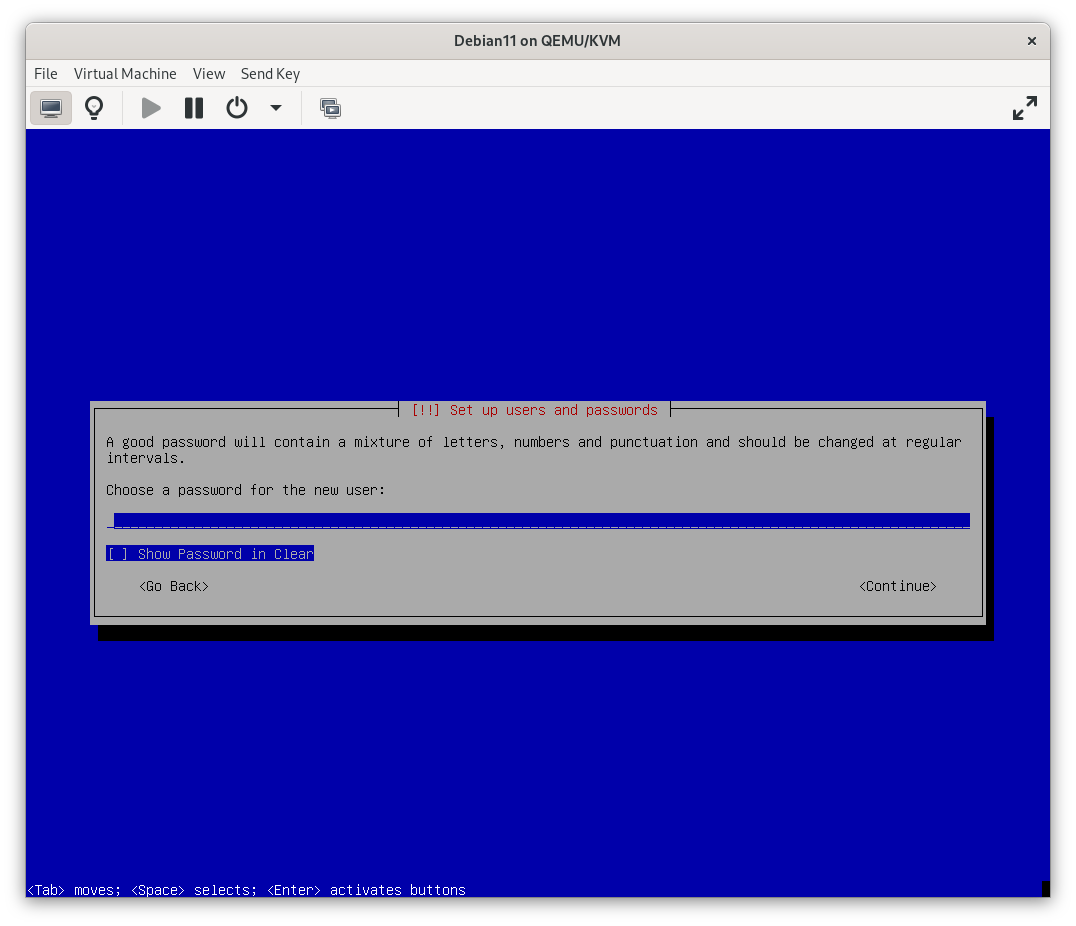 Debian11 on QEMU/KVM
File Virtual Machine View Send Key
[!!] Set up users and passwords
A good password will contain a mixture of letters, numbers and punctuation and should be changed at regular
intervals.
Choose a password for the new user:
[ ] Show Password in Clear
<Go Back> <Continue>
<Tab> moves; <Space> selects; <Enter> activates buttons